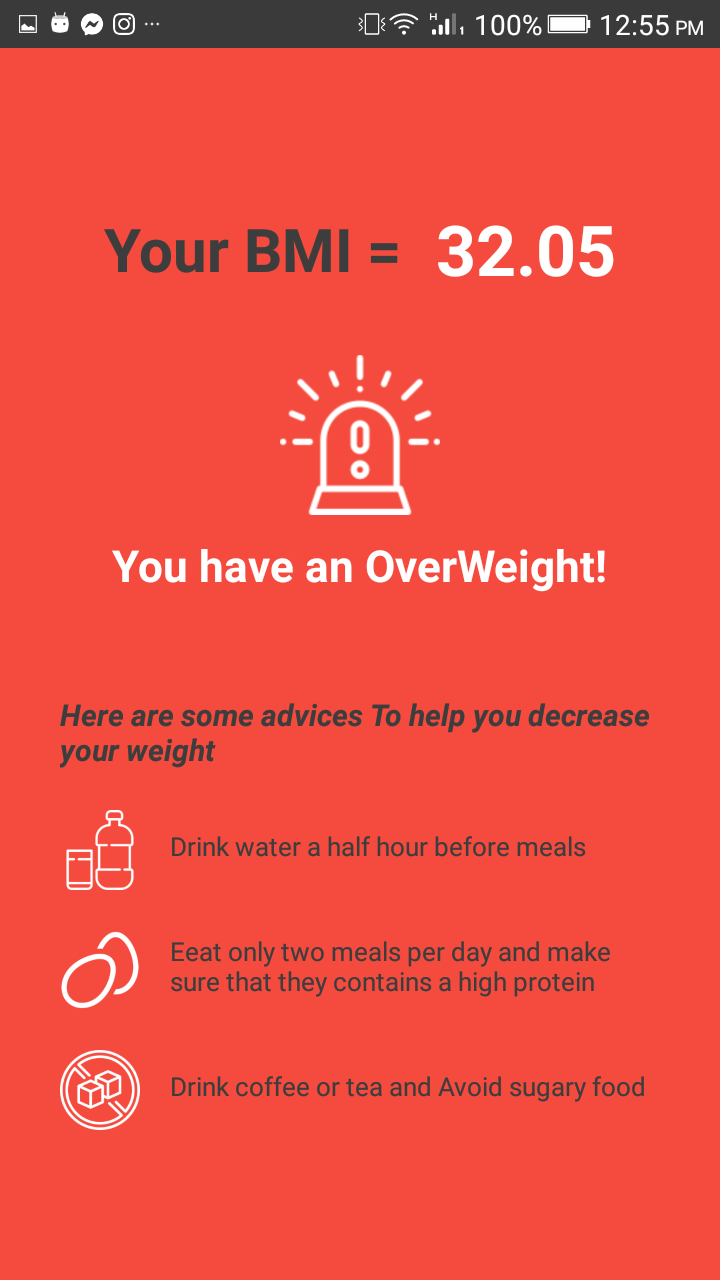 H 1 100% 12:55 PM
Your BMI = 32.05
You have an OverWeight!
Here are some advices To help you decrease
your weight
Drink water a half hour before meals
Eeat only two meals per day and make
sure that they contains a high protein
Drink coffee or tea and Avoid sugary food